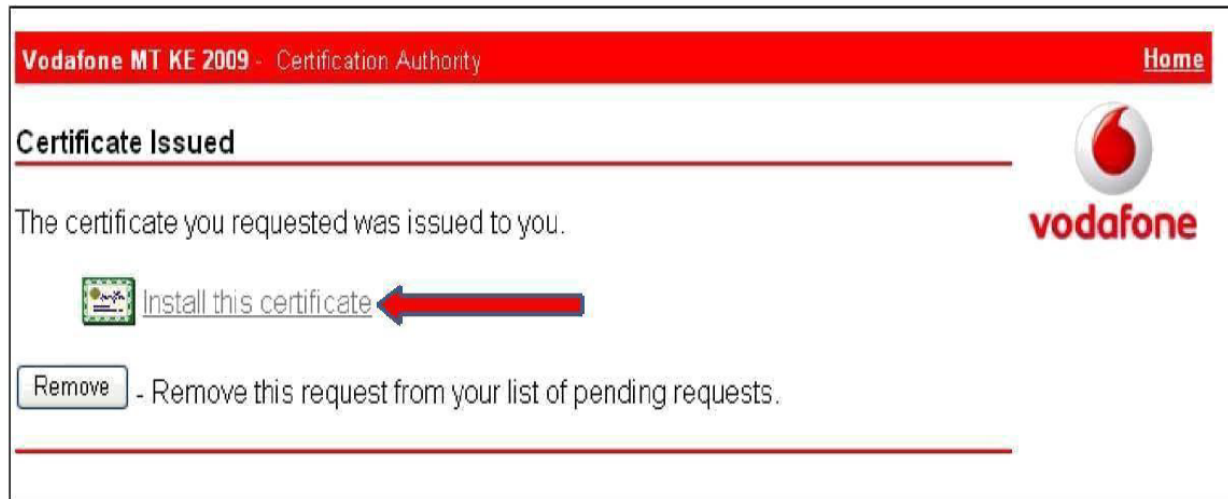 Vodafone MT KE 2009 - Certification Authority Home
Certificate Issued
vodafone
The certificate you requested was issued to you.
Install this certificate
Remove - Remove this request from your list of pending requests.